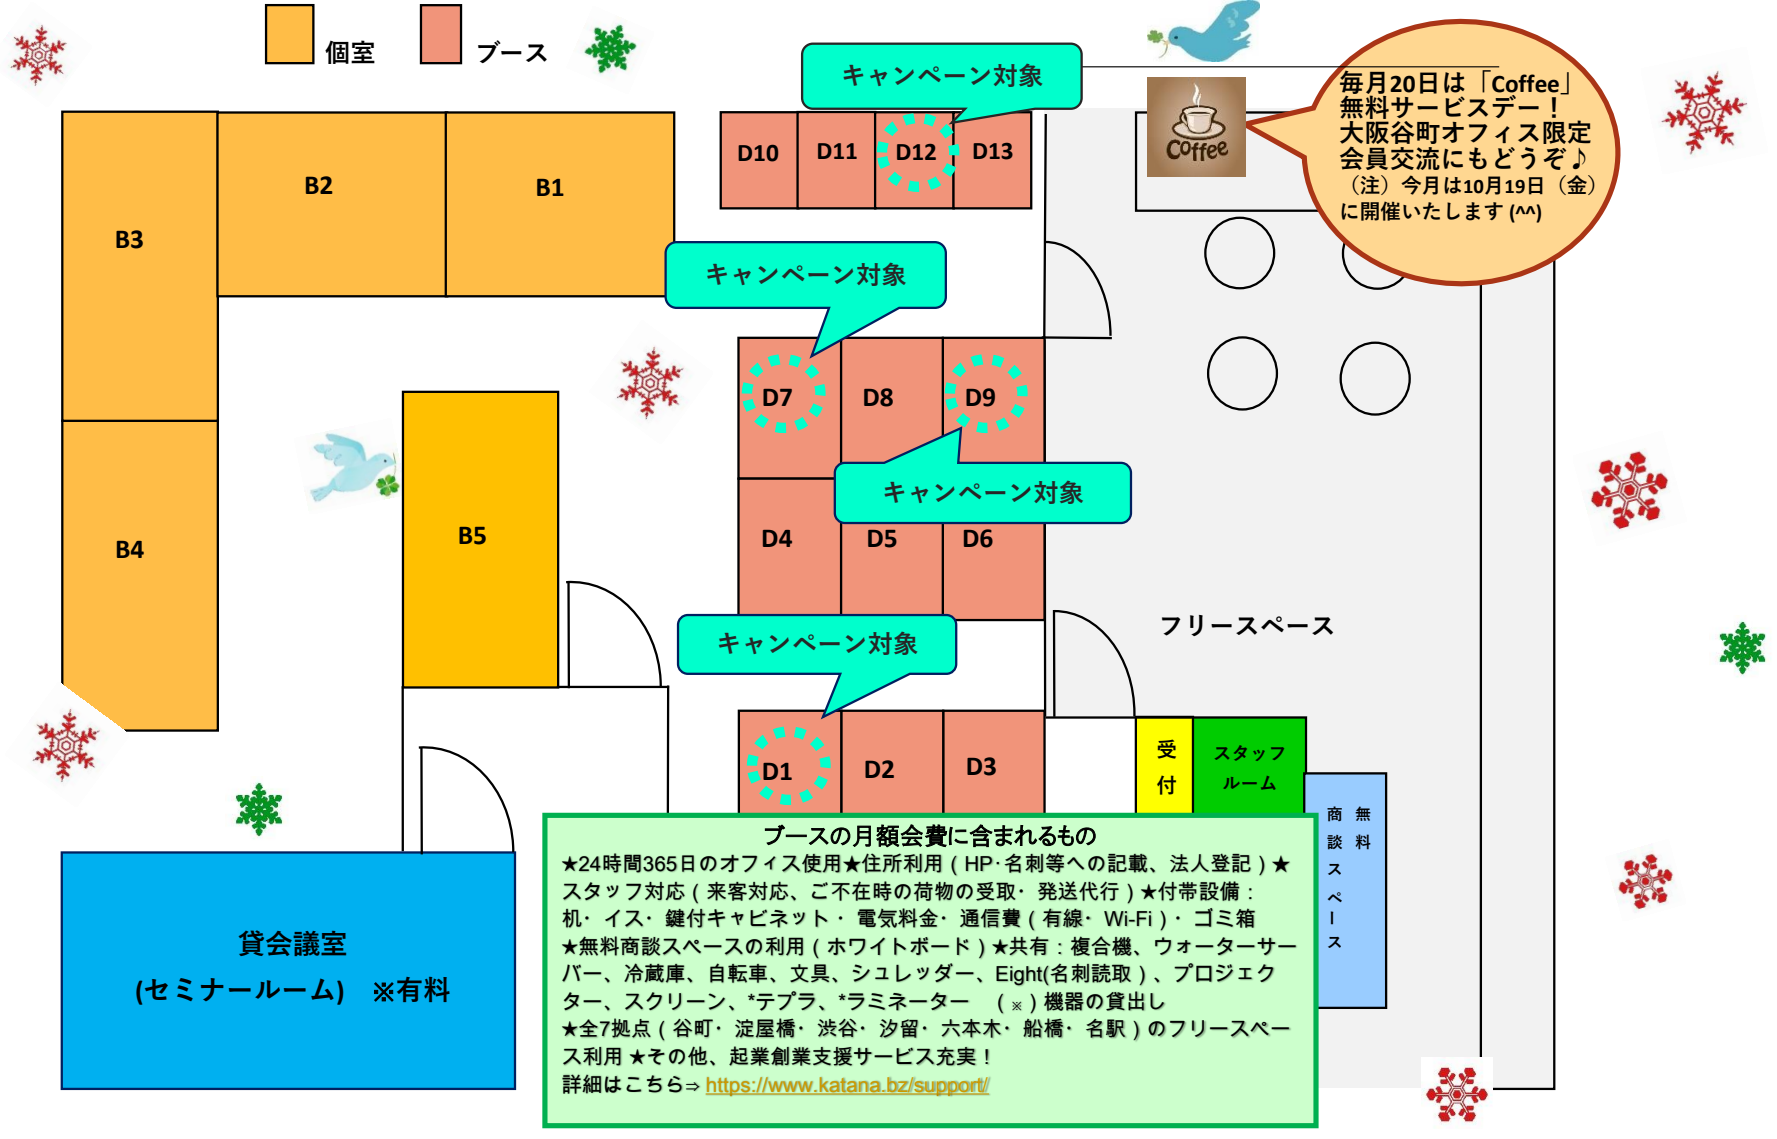 個室
ブース
キャンペーン対象
毎月20日は「Coffee」
無料サービスデー！
大阪谷町オフィス限定
会員交流にもどうぞ♪
（注）今月は10月19日（金）
に開催いたします (^^)
Coffee
B3
B2
B1
D10
D11
D12
D13
キャンペーン対象
D7
D8
D9
キャンペーン対象
D4
D5
D6
B4
B5
フリースペース
キャンペーン対象
D1
D2
D3
受付
スタッフ
ルーム
無料
商談スペース
貸会議室
(セミナールーム)　※有料
ブースの月額会費に含まれるもの
★24時間365日のオフィス使用★住所利用 ( HP･名刺等への記載、法人登記 ) ★
スタッフ対応 ( 来客対応、ご不在時の荷物の受取･ 発送代行 ) ★付帯設備：
机･ イス･ 鍵付キャビネット ･ 電気料金･ 通信費 ( 有線･ Wi-Fi )･ ゴミ箱
★無料商談スペースの利用 ( ホワイトボード ) ★共有：複合機、ウォーターサー
バー、冷蔵庫、自転車、文具、シュレッダー、Eight(名刺読取 ) 、プロジェク
ター、スクリーン、*テプラ、*ラミネーター　( ※ ) 機器の貸出し
★全7拠点 ( 谷町･ 淀屋橋･ 渋谷･ 汐留･ 六本木･ 船橋･ 名駅 ) のフリースペー
ス利用 ★その他、起業創業支援サービス充実！
詳細はこちら⇒ https://www.katana.bz/support/